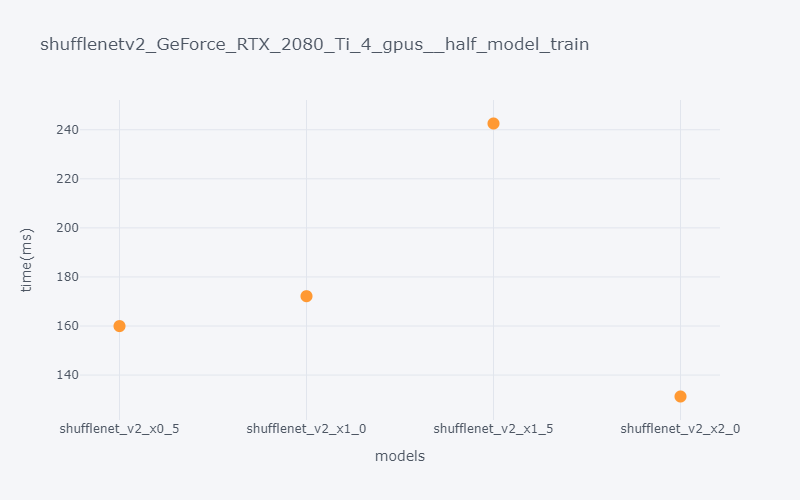 shufflenetv2_GeForce_RTX_2080_Ti_4_gpus__half_model_train
240
220
200
180
160
140
time(ms)
shufflenet_v2_x0_5
shufflenet_v2_x1_0
shufflenet_v2_x1_5
shufflenet_v2_x2_0
models